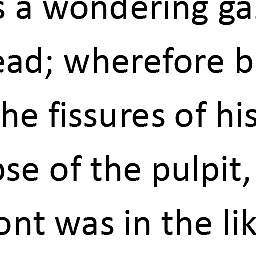 s a wondering ga
ead; wherefore b
he fissures of his
ose of the pulpit,
ont was in the lik